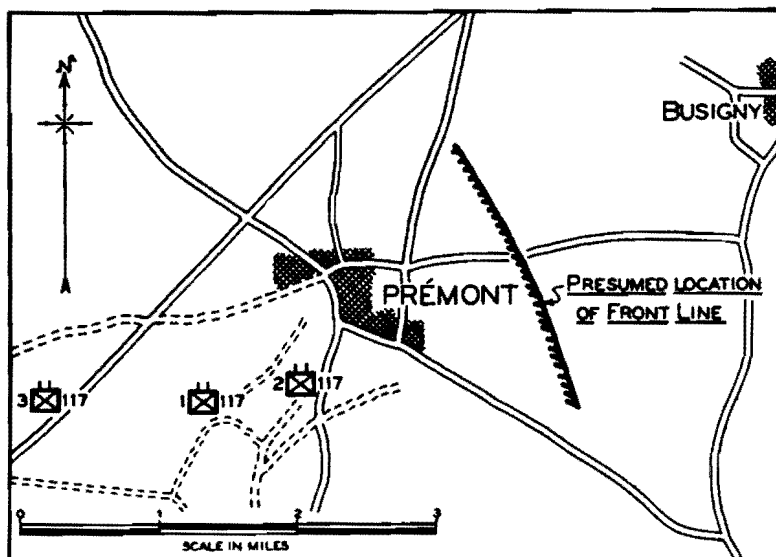 N
BUSIGNY
PRÉMONT
PRESUMED LOCATION
OF FRONT LINE
3 117
1 117
2 117
0 1 2 3
SCALE IN MILES